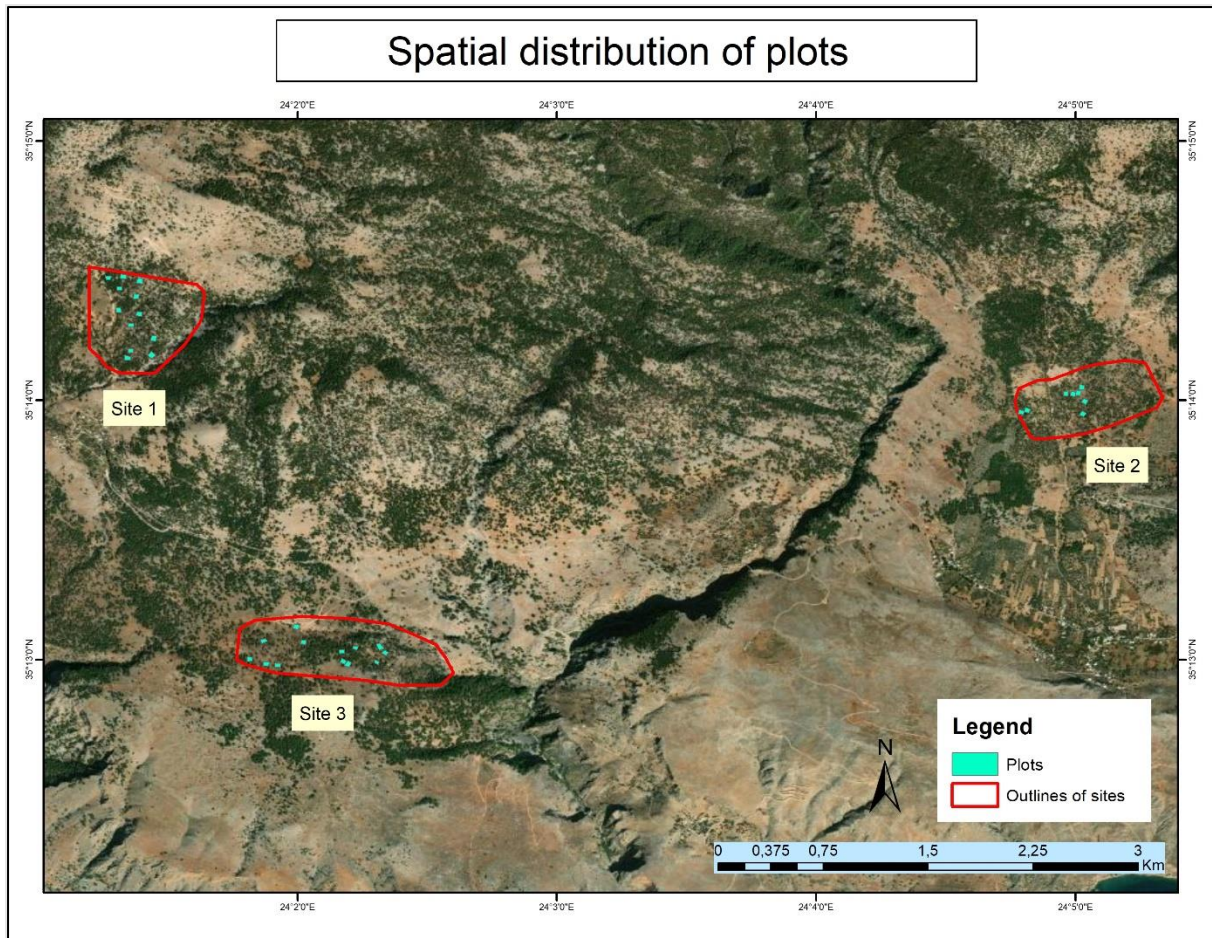 Spatial distribution of plots
24°2'0"E
24°3'0"E
24°4'0"E
24°5'0"E
35°15'0"N
35°15'0"N
Site 1
35°14'0"N
35°14'0"N
Site 2
35°13'0"N
35°13'0"N
Site 3
Legend
Plots
Outlines of sites
N
0 0,375 0,75 1,5 2,25 3
Km
24°2'0"E
24°3'0"E
24°4'0"E
24°5'0"E